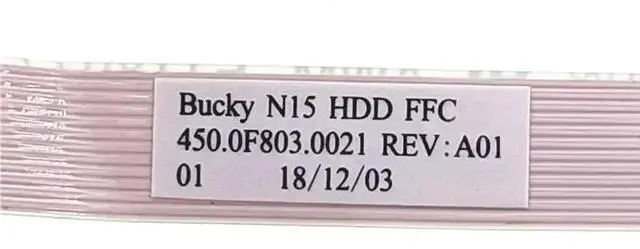 Bucky N15 HDD FFC
450.0F803.0021 REV:A01
01 18/12/03